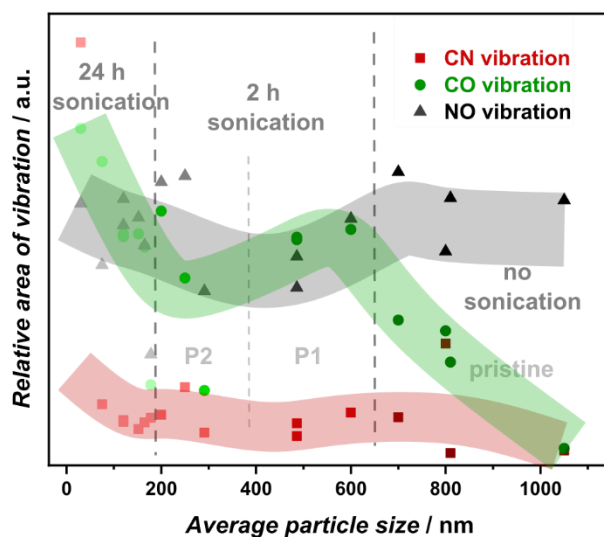 24 h
sonication
2 h
sonication
CN vibration
CO vibration
NO vibration
no
sonication
P2
P1
pristine
Relative area of vibration / a.u.
0 200 400 600 800 1000
Average particle size / nm